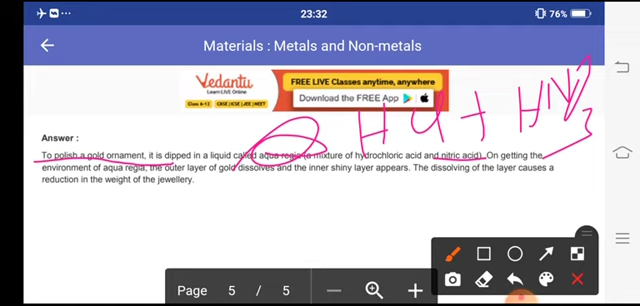 23:32
76%
Materials : Metals and Non-metals
Vedantu
Learn LIVE Online
FREE LIVE Classes anytime, anywhere
Class 6-12 CBSE ICSE JEE NEET
Download the FREE App
HCl + HNO3
Answer :
To polish a gold ornament, it is dipped in a liquid called aqua regia (a mixture of hydrochloric acid and nitric acid). On getting the
environment of aqua regia, the outer layer of gold dissolves and the inner shiny layer appears. The dissolving of the layer causes a
reduction in the weight of the jewellery.
Page 5 / 5